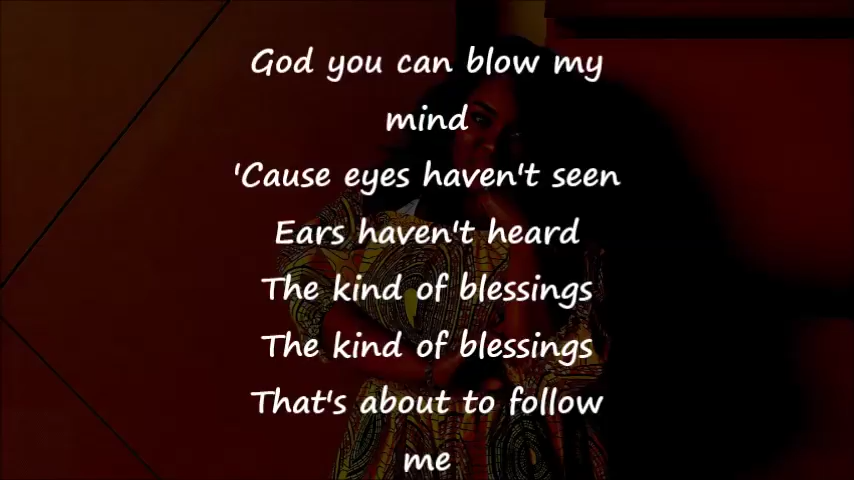 God you can blow my
mind
'Cause eyes haven't seen
Ears haven't heard
The kind of blessings
The kind of blessings
That's about to follow
me